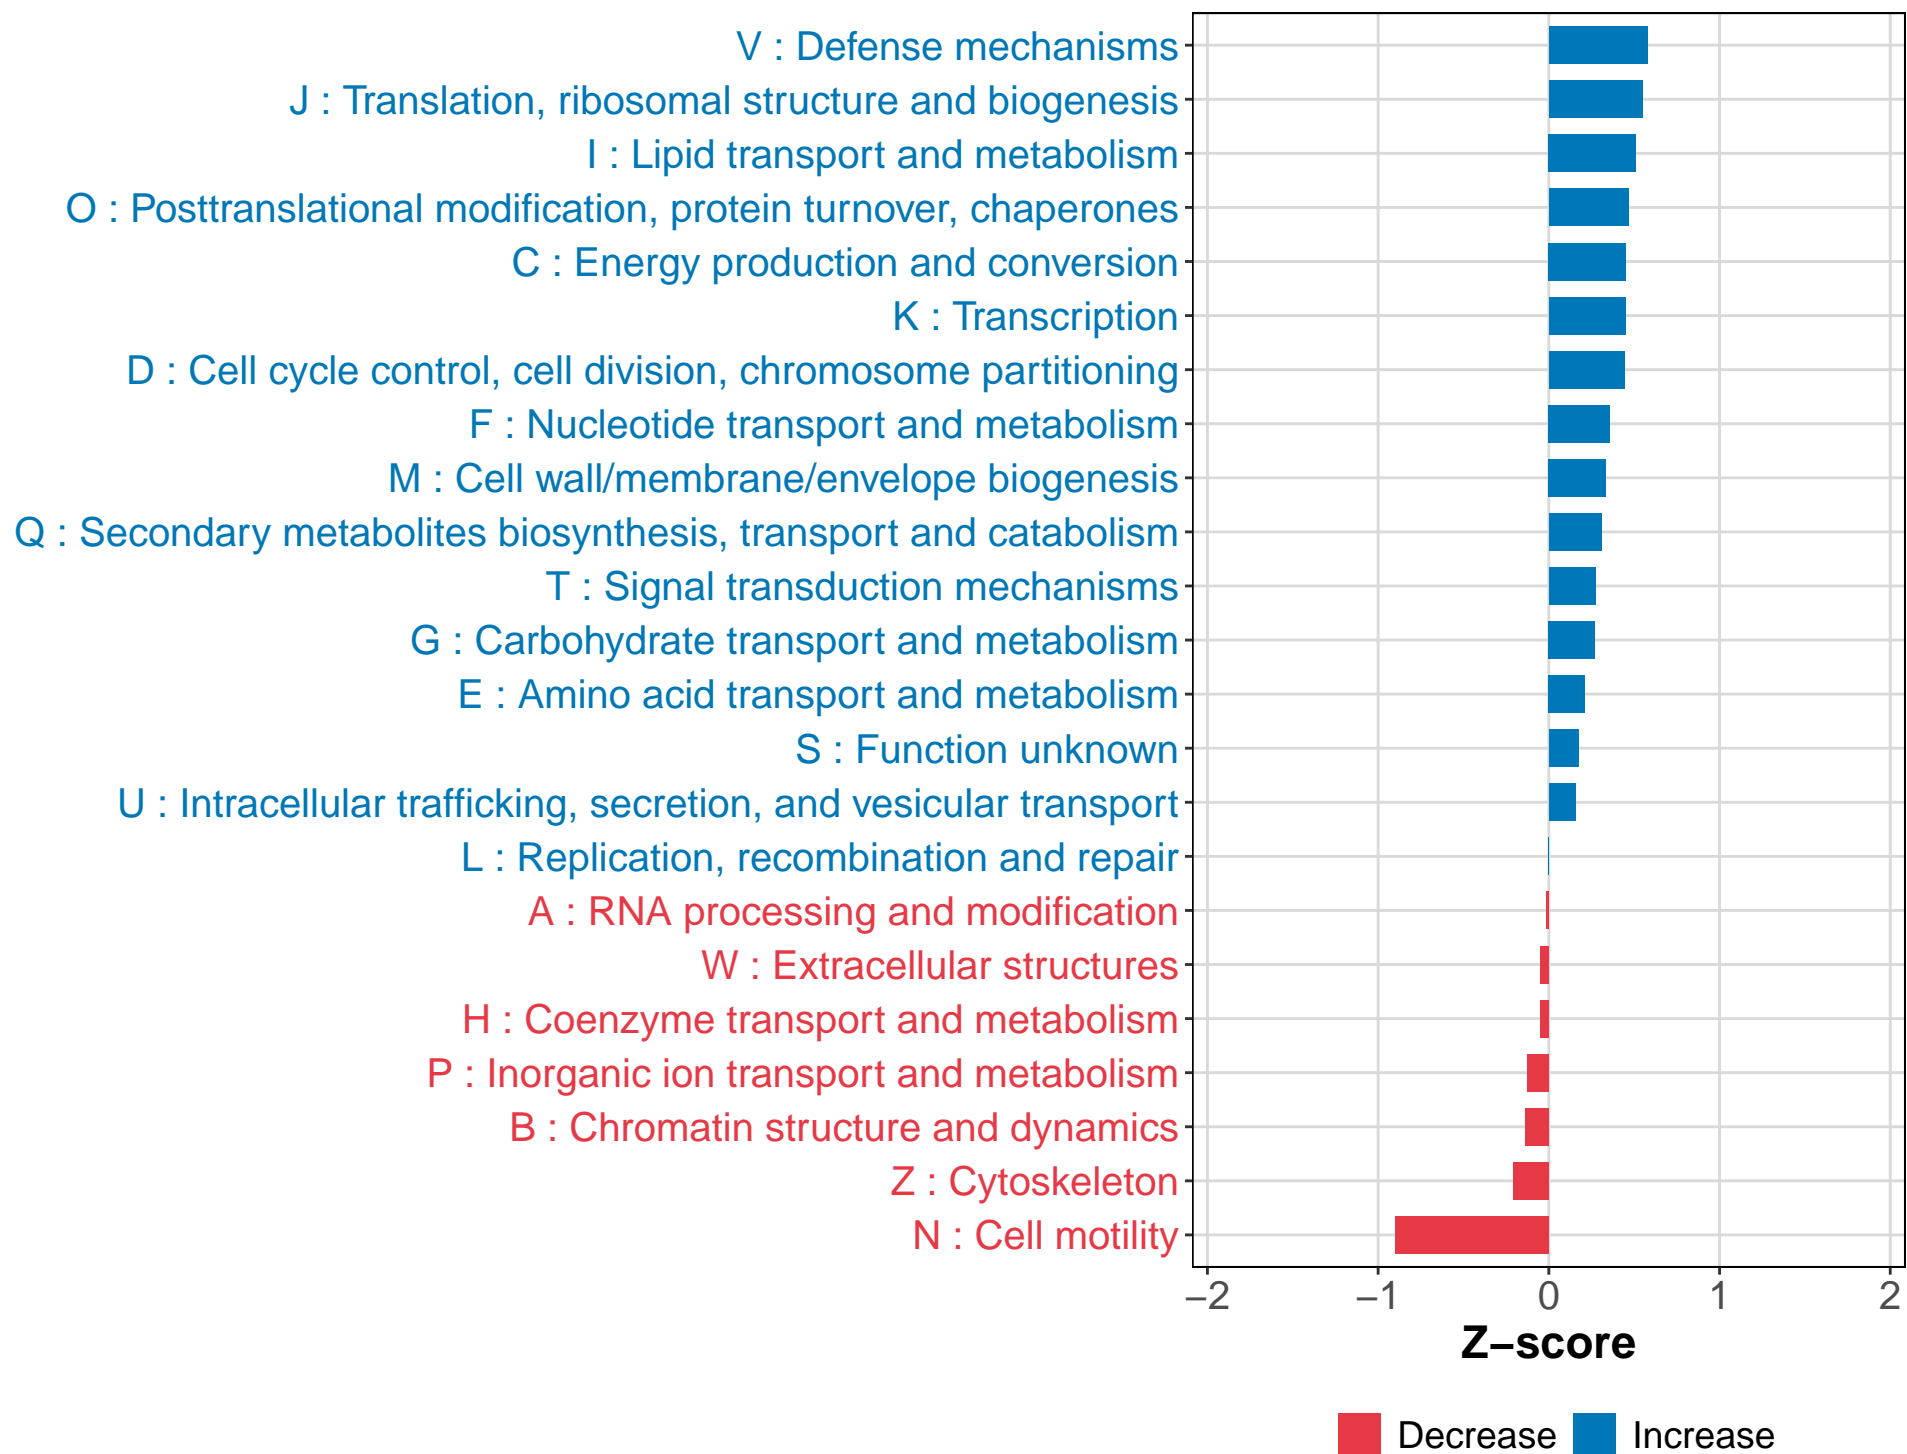 V : Defense mechanisms
J : Translation, ribosomal structure and biogenesis
I : Lipid transport and metabolism
O : Posttranslational modification, protein turnover, chaperones
C : Energy production and conversion
K : Transcription
D : Cell cycle control, cell division, chromosome partitioning
F : Nucleotide transport and metabolism
M : Cell wall/membrane/envelope biogenesis
Q : Secondary metabolites biosynthesis, transport and catabolism
T : Signal transduction mechanisms
G : Carbohydrate transport and metabolism
E : Amino acid transport and metabolism
S : Function unknown
U : Intracellular trafficking, secretion, and vesicular transport
L : Replication, recombination and repair
A : RNA processing and modification
W : Extracellular structures
H : Coenzyme transport and metabolism
P : Inorganic ion transport and metabolism
B : Chromatin structure and dynamics
Z : Cytoskeleton
N : Cell motility
−2 −1 0 1 2
Z−score
Decrease Increase